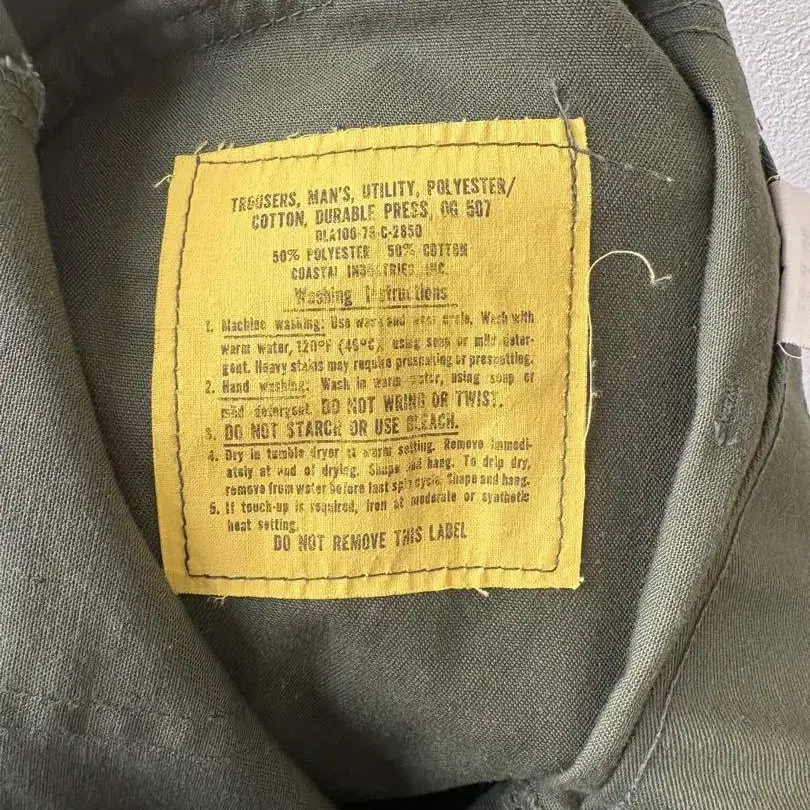 TROUSERS, MAN'S, UTILITY, POLYESTER/
COTTON, DURABLE PRESS, OG 507
DLA100-78-C-2850
50% POLYESTER 50% COTTON
COASTAL INDUSTRIES, INC.
Washing Instructions
1. Machine washing: Use wash and wear cycle. Wash with
warm water, 120°F (46°C) using soap or mild deter-
gent. Heavy stains may require prescating or presoetting.
2. Hand washing: Wash in warm water, using soap or
mild detergent. DO NOT WRING OR TWIST.
3. DO NOT STARCH OR USE BLEACH.
4. Dry in tumble dryer at warm setting. Remove immedi-
ately at end of drying. Shape and hang. To drip dry,
remove from water before last spin cycle. Shape and hang.
5. If touch-up is required, iron at moderate or synthetic
heat setting.
DO NOT REMOVE THIS LABEL